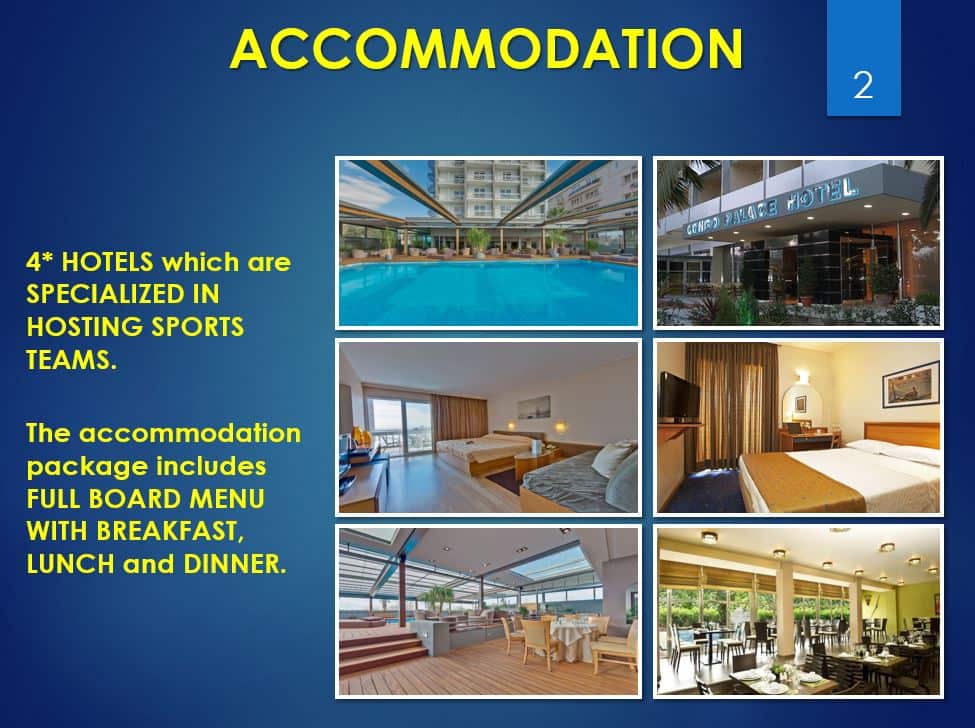 ACCOMMODATION
2
4* HOTELS which are
SPECIALIZED IN
HOSTING SPORTS
TEAMS.
The accommodation
package includes
FULL BOARD MENU
WITH BREAKFAST,
LUNCH and DINNER.
CONGO PALACE HOTEL